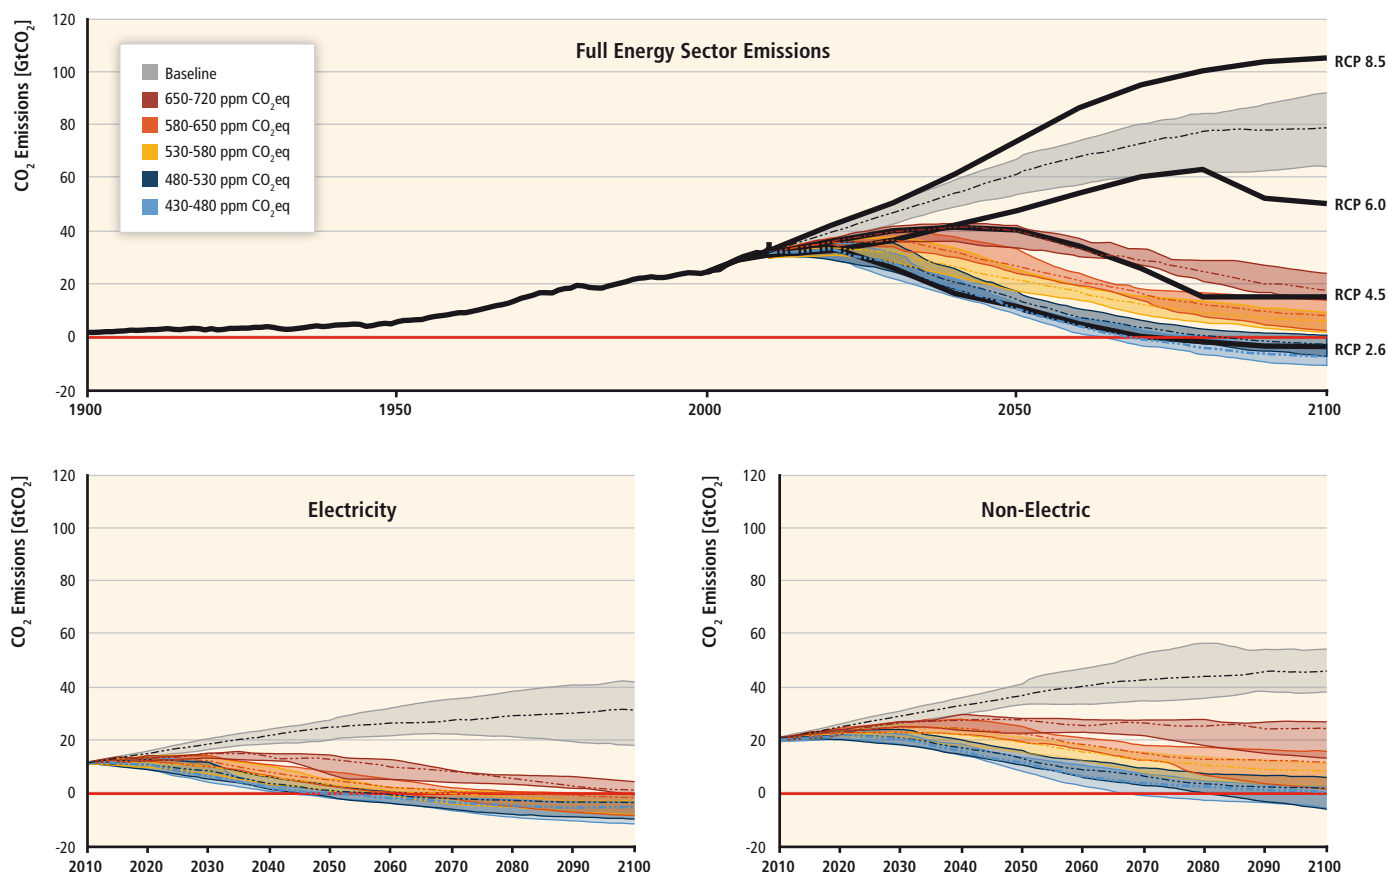 Full Energy Sector Emissions
CO2 Emissions [GtCO2]
120
100
80
60
40
20
0
-20
Baseline
650-720 ppm CO2eq
580-650 ppm CO2eq
530-580 ppm CO2eq
480-530 ppm CO2eq
430-480 ppm CO2eq
RCP 8.5
RCP 6.0
RCP 4.5
RCP 2.6
1900 1950 2000 2050 2100
Electricity
CO2 Emissions [GtCO2]
120
100
80
60
40
20
0
-20
2010 2020 2030 2040 2050 2060 2070 2080 2090 2100
Non-Electric
CO2 Emissions [GtCO2]
120
100
80
60
40
20
0
-20
2010 2020 2030 2040 2050 2060 2070 2080 2090 2100